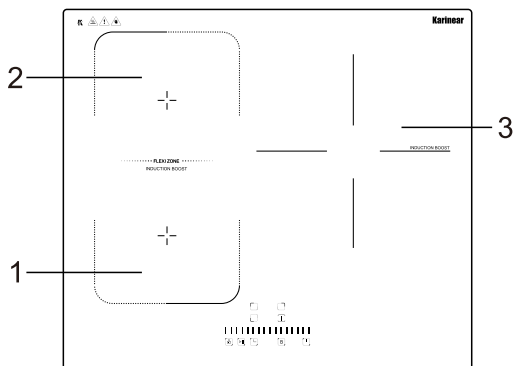 Karinear
2
3
INDUCTION BOOST
FLEXI ZONE
INDUCTION BOOST
1